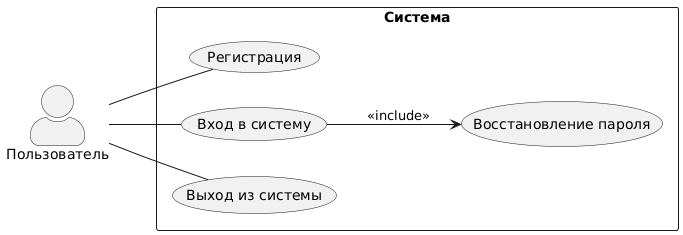 Система
Регистрация
Пользователь
Вход в систему
«include»
Восстановление пароля
Выход из системы